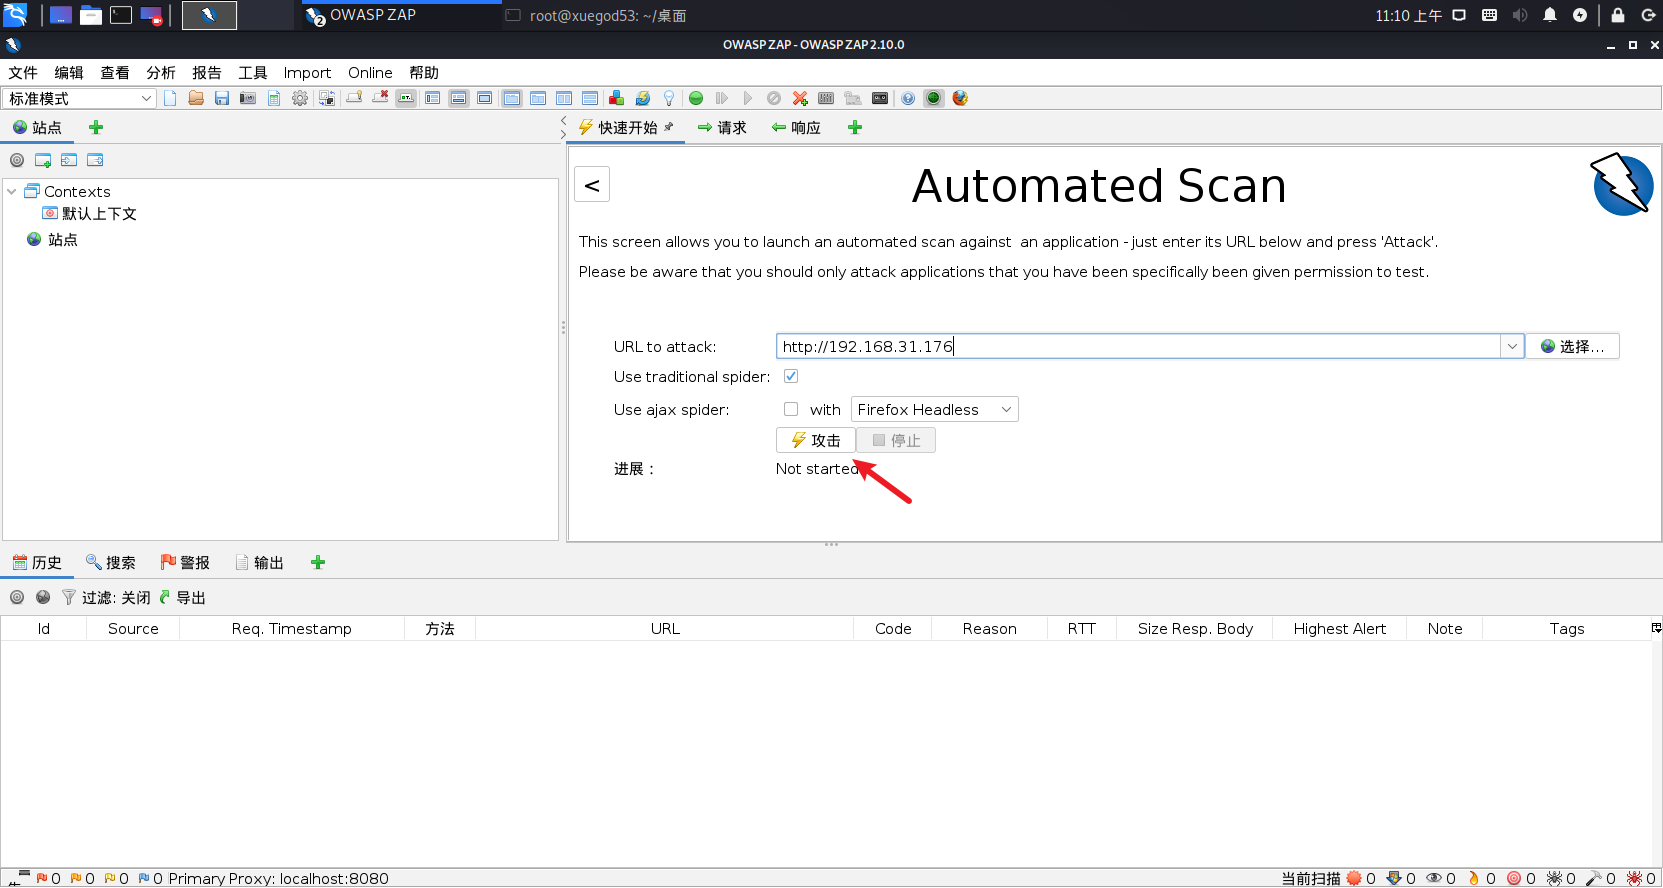 2 OWASP ZAP root@xuegod53: ~/桌面 11:10 上午
OWASP ZAP - OWASP ZAP 2.10.0
文件 编辑 查看 分析 报告 工具 Import Online 帮助
标准模式
站点
快速开始 请求 响应
<
Automated Scan
Contexts
默认上下文
站点
This screen allows you to launch an automated scan against  an application - just enter its URL below and press 'Attack'.
Please be aware that you should only attack applications that you have been specifically been given permission to test.
URL to attack: http://192.168.31.176 选择...
Use traditional spider:
Use ajax spider: with Firefox Headless
攻击 停止
进展： Not started
历史 搜索 警报 输出
过滤: 关闭 导出
Id Source Req. Timestamp 方法 URL Code Reason RTT Size Resp. Body Highest Alert Note Tags
0 0 0 0 Primary Proxy: localhost:8080 当前扫描 0 0 0 0 0 0 0 0